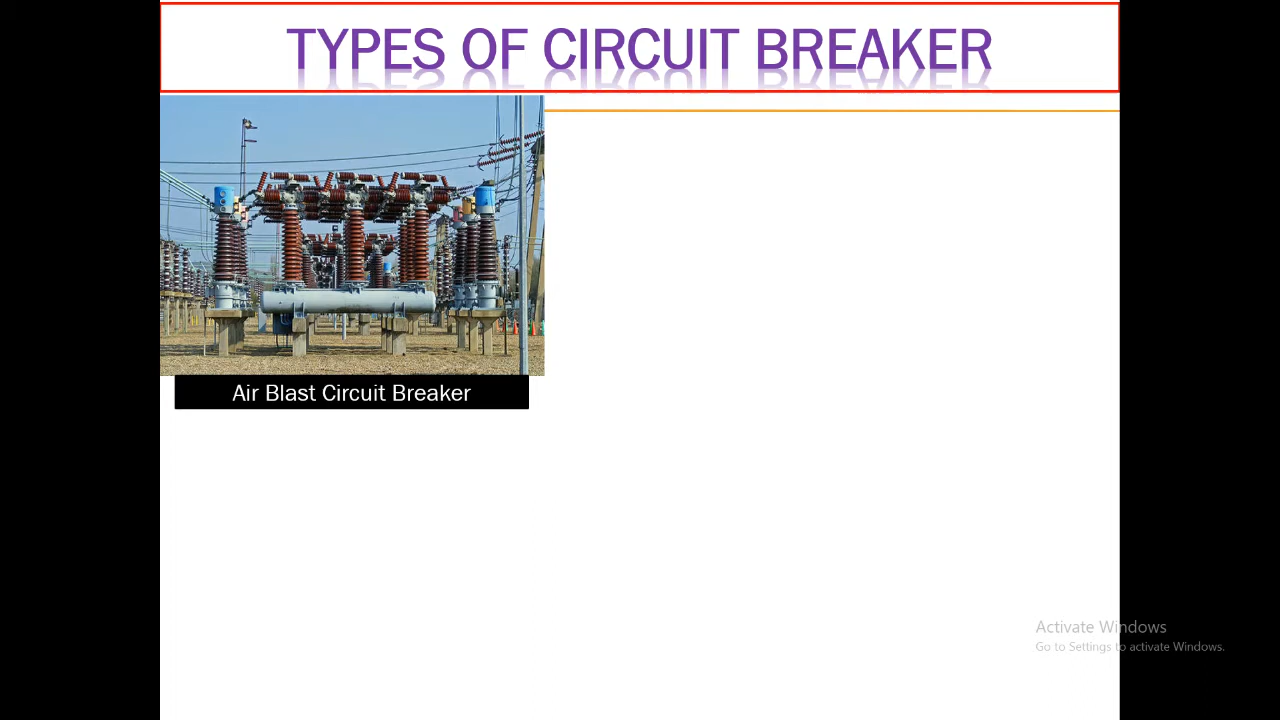 TYPES OF CIRCUIT BREAKER
Air Blast Circuit Breaker
Activate Windows
Go to Settings to activate Windows.